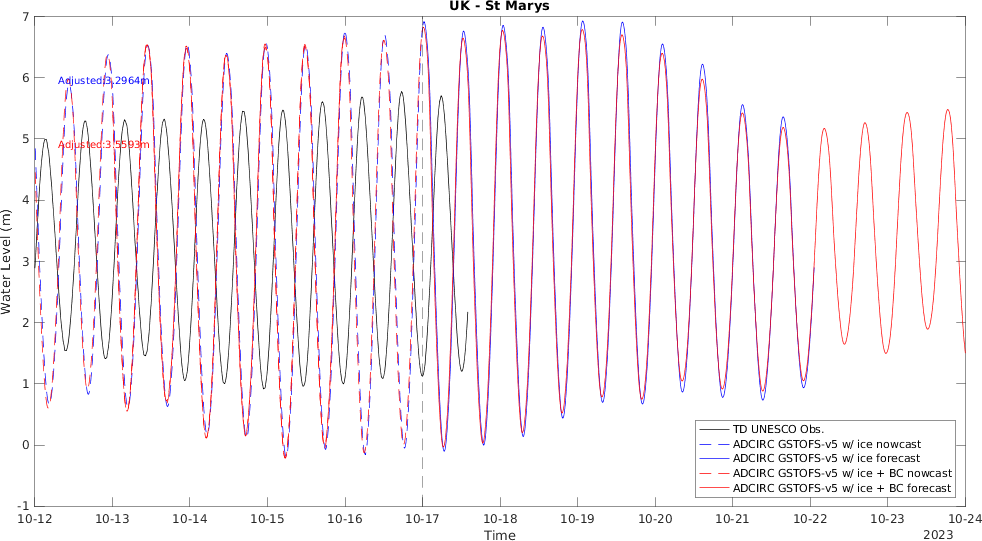 UK - St Marys
7
6
5
4
3
2
1
0
-1
Water Level (m)
Adjusted:3.2964m
Adjusted:3.5593m
TD UNESCO Obs.
ADCIRC GSTOFS-v5 w/ ice nowcast
ADCIRC GSTOFS-v5 w/ ice forecast
ADCIRC GSTOFS-v5 w/ ice + BC nowcast
ADCIRC GSTOFS-v5 w/ ice + BC forecast
10-12 10-13 10-14 10-15 10-16 10-17 10-18 10-19 10-20 10-21 10-22 10-23 10-24
Time
2023